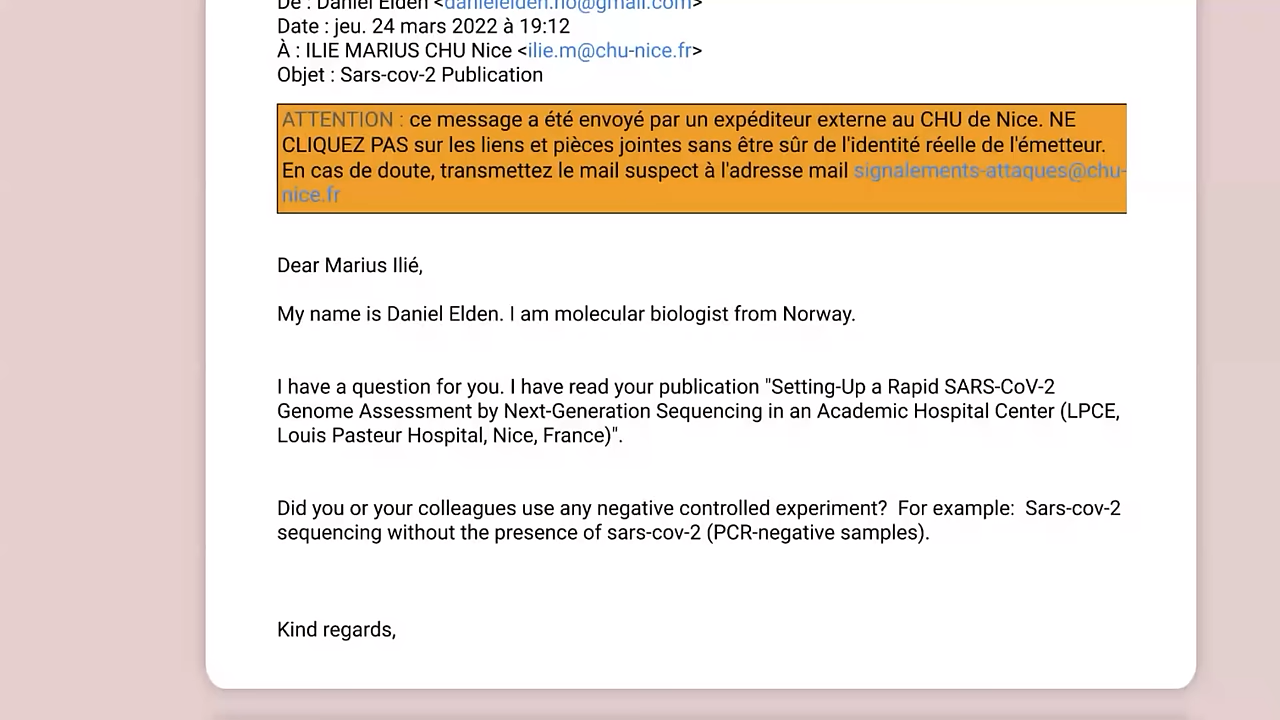 De : Daniel Elden <danielelden.no@gmail.com>
Date : jeu. 24 mars 2022 à 19:12
À : ILIE MARIUS CHU Nice <ilie.m@chu-nice.fr>
Objet : Sars-cov-2 Publication
ATTENTION : ce message a été envoyé par un expéditeur externe au CHU de Nice. NE
CLIQUEZ PAS sur les liens et pièces jointes sans être sûr de l'identité réelle de l'émetteur.
En cas de doute, transmettez le mail suspect à l'adresse mail signalements-attaques@chu-
nice.fr
Dear Marius Ilié,
My name is Daniel Elden. I am molecular biologist from Norway.
I have a question for you. I have read your publication "Setting-Up a Rapid SARS-CoV-2
Genome Assessment by Next-Generation Sequencing in an Academic Hospital Center (LPCE,
Louis Pasteur Hospital, Nice, France)".
Did you or your colleagues use any negative controlled experiment?  For example:  Sars-cov-2
sequencing without the presence of sars-cov-2 (PCR-negative samples).
Kind regards,